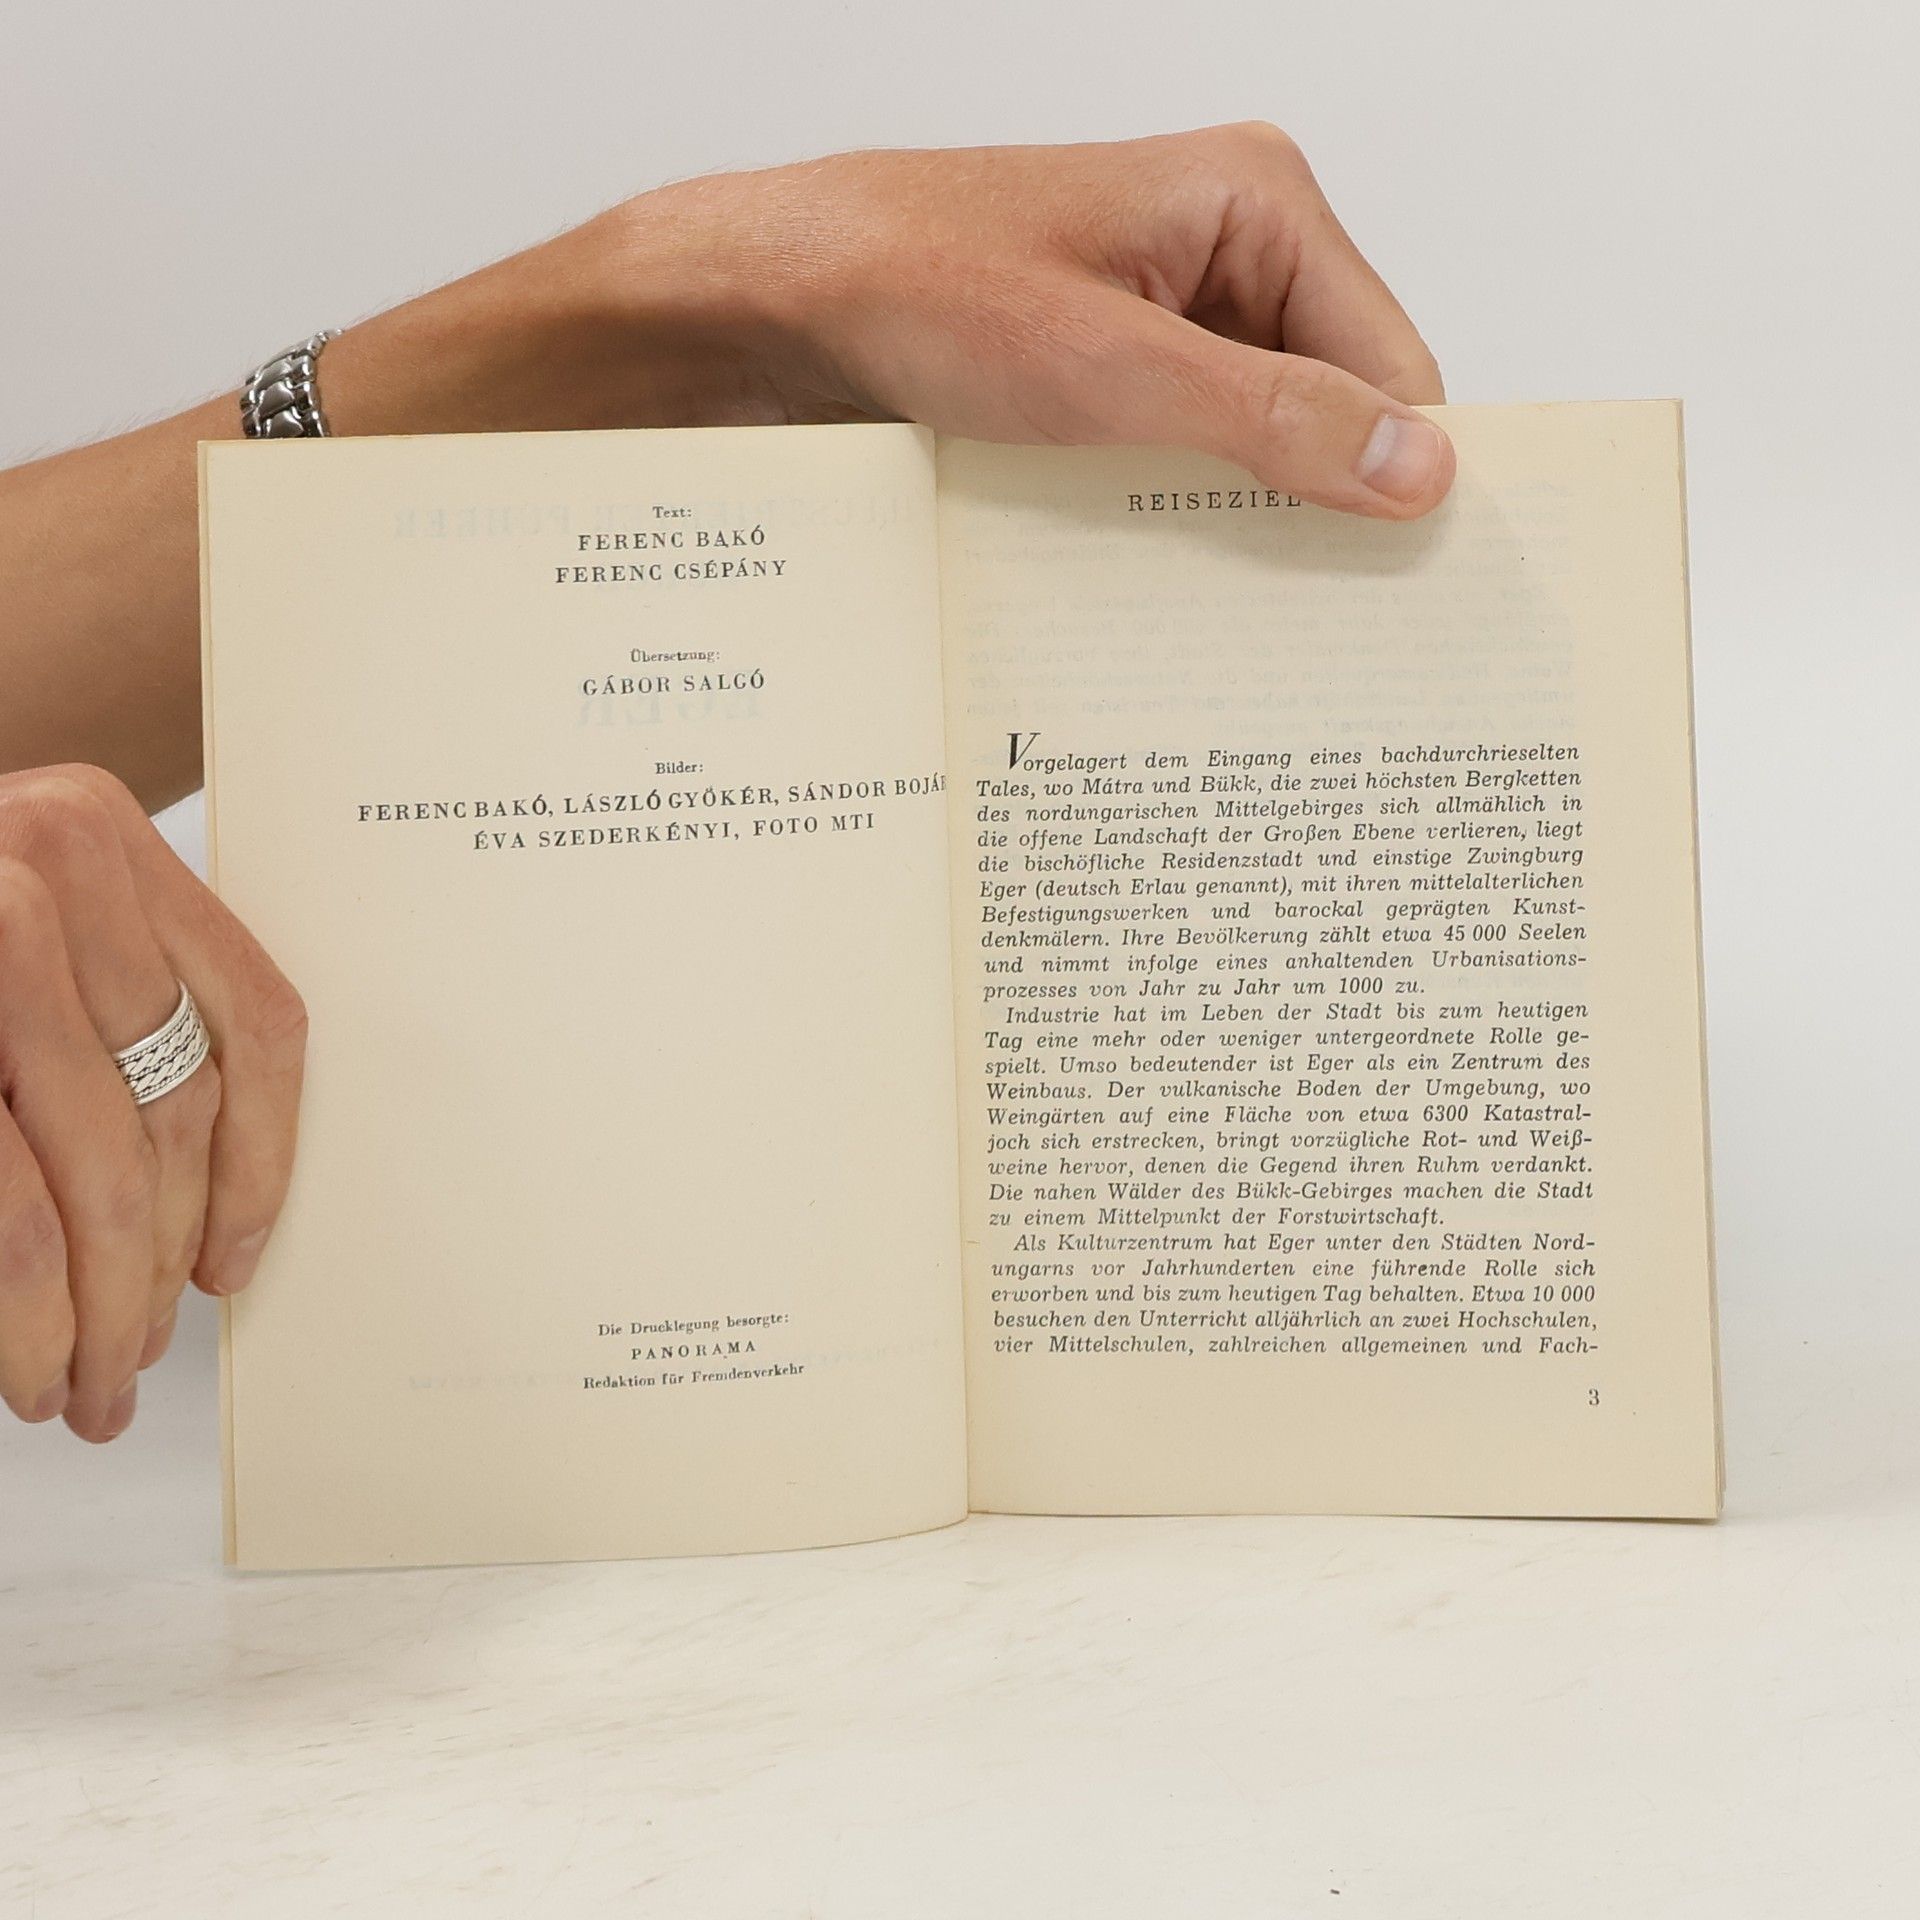 Text:
FERENC BAKÓ
FERENC CSÉPÁNY
Übersetzung:
GÁBOR SALGÓ
Bilder:
FERENC BAKÓ, LÁSZLÓ GYŐKÉR, SÁNDOR
ÉVA SZEDERKÉNYI, FOTO MTI
Die Drucklegung besorgte:
PANORAMA
Redaktion für Fremdenverkehr
REISEZIEL
Vorgelagert dem Eingang eines bachdurchrieselten
Tales, wo Mátra und Bükk, die zwei höchsten Bergketten
des nordungarischen Mittelgebirges sich allmählich in
die offene Landschaft der Großen Ebene verlieren, liegt
die bischöfliche Residenzstadt und einstige Zwingburg
Eger (deutsch Erlau genannt), mit ihren mittelalterlichen
Befestigungswerken und barockal geprägten Kunst-
denkmälern. Ihre Bevölkerung zählt etwa 45 000 Seelen
und nimmt infolge eines anhaltenden Urbanisations-
prozesses von Jahr zu Jahr um 1000 zu.
Industrie hat im Leben der Stadt bis zum heutigen
Tag eine mehr oder weniger untergeordnete Rolle ge-
spielt. Umso bedeutender ist Eger als ein Zentrum des
Weinbaus. Der vulkanische Boden der Umgebung, wo
Weingärten auf eine Fläche von etwa 6300 Katastral-
joch sich erstrecken, bringt vorzügliche Rot- und Weiß-
weine hervor, denen die Gegend ihren Ruhm verdankt.
Die nahen Wälder des Bükk-Gebirges machen die Stadt
zu einem Mittelpunkt der Forstwirtschaft.
Als Kulturzentrum hat Eger unter den Städten Nord-
ungarns vor Jahrhunderten eine führende Rolle sich
erworben und bis zum heutigen Tag behalten. Etwa 10 000
besuchen den Unterricht alljährlich an zwei Hochschulen,
vier Mittelschulen, zahlreichen allgemeinen und Fach-
3